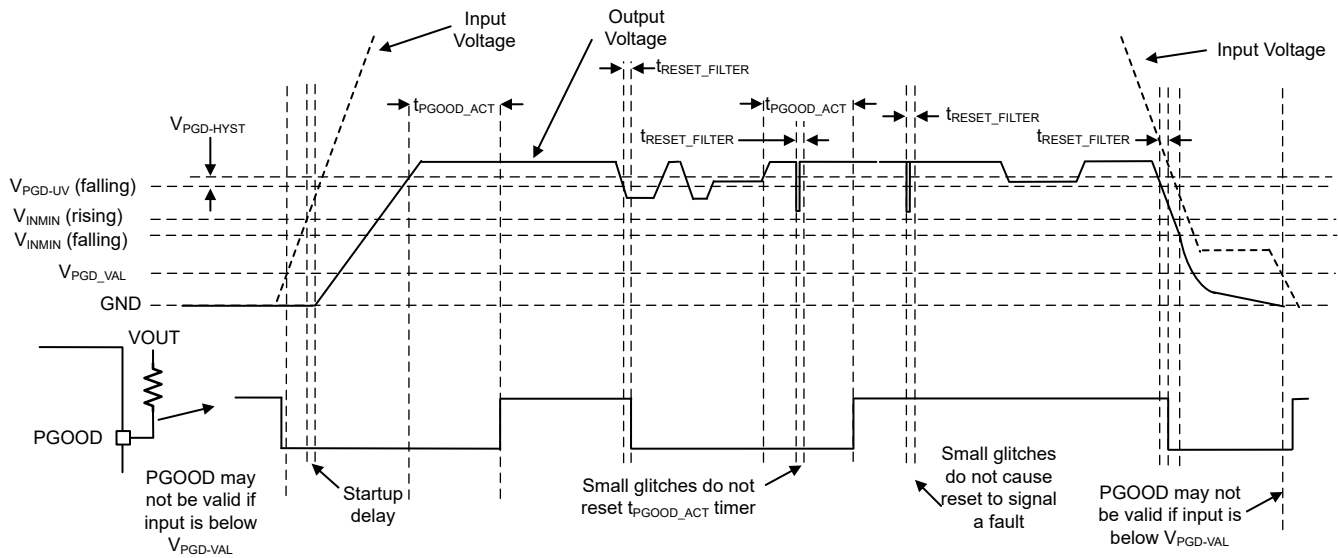 Input
Voltage
Output
Voltage
Input Voltage
tRESET_FILTER
tPGOOD_ACT
tPGOOD_ACT
tRESET_FILTER
tRESET_FILTER
tRESET_FILTER
VPGD-HYST
VPGD-UV (falling)
VINMIN (rising)
VINMIN (falling)
VPGD_VAL
GND
VOUT
PGOOD
PGOOD may
not be valid if
input is below
VPGD-VAL
Startup
delay
Small glitches do not
reset tPGOOD_ACT timer
Small glitches
do not cause
reset to signal
a fault
PGOOD may not
be valid if input is
below VPGD-VAL